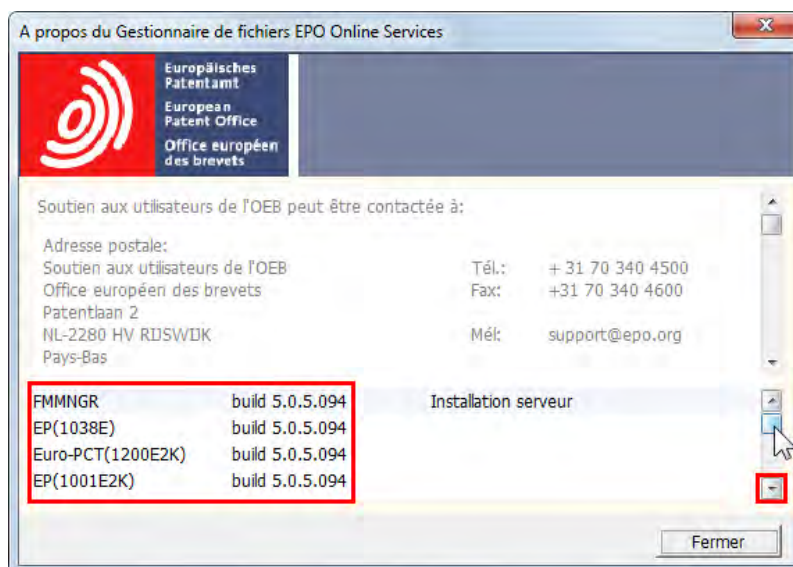 A propos du Gestionnaire de fichiers EPO Online Services
Europäisches
Patentamt
European
Patent Office
Office européen
des brevets
Soutien aux utilisateurs de l'OEB peut être contactée à:
Adresse postale:
Soutien aux utilisateurs de l'OEB Tél.: + 31 70 340 4500
Office européen des brevets Fax: +31 70 340 4600
Patentlaan 2
NL-2280 HV RIJSWIJK Mél: support@epo.org
Pays-Bas
FMMNGR build 5.0.5.094 Installation serveur
EP(1038E) build 5.0.5.094
Euro-PCT(1200E2K) build 5.0.5.094
EP(1001E2K) build 5.0.5.094
Fermer